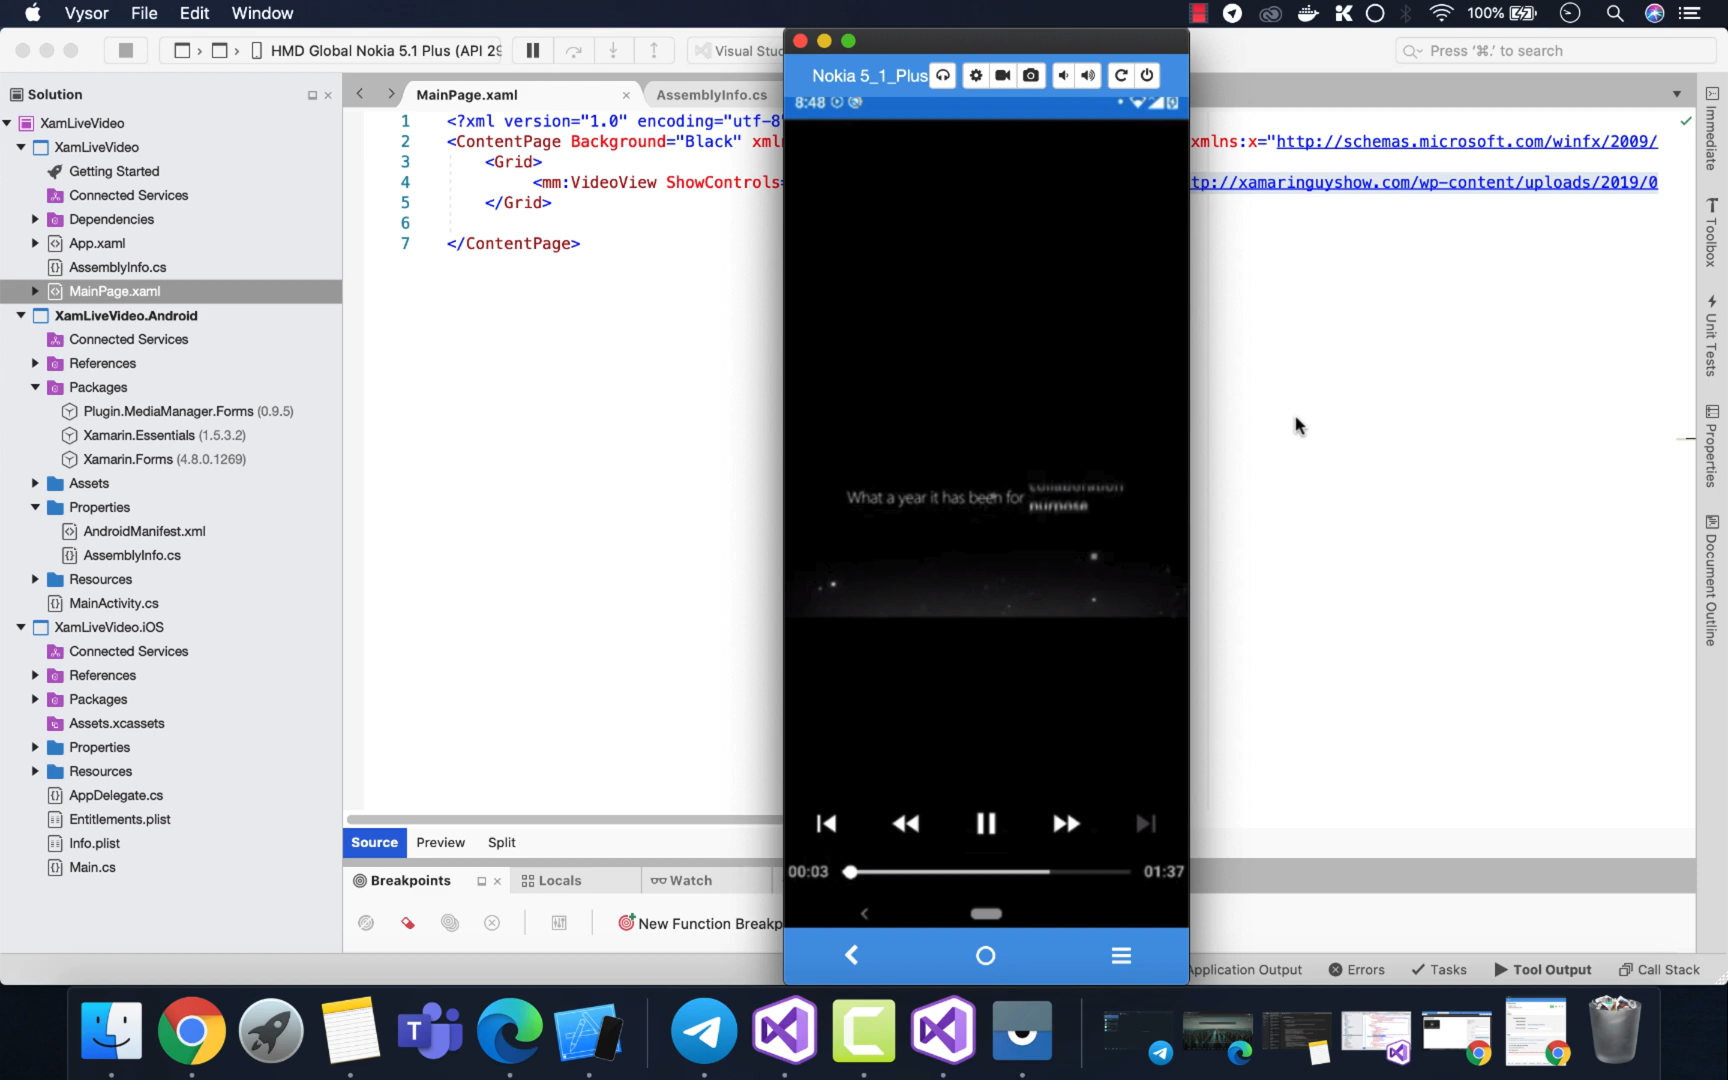 Vysor File Edit Window
100%
HMD Global Nokia 5.1 Plus (API 29
Visual Stu
Press '⌘.' to search
Solution
XamLiveVideo
XamLiveVideo
Getting Started
Connected Services
Dependencies
App.xaml
AssemblyInfo.cs
MainPage.xaml
XamLiveVideo.Android
Connected Services
References
Packages
Plugin.MediaManager.Forms (0.9.5)
Xamarin.Essentials (1.5.3.2)
Xamarin.Forms (4.8.0.1269)
Assets
Properties
AndroidManifest.xml
AssemblyInfo.cs
Resources
MainActivity.cs
XamLiveVideo.iOS
Connected Services
References
Packages
Assets.xcassets
Properties
Resources
AppDelegate.cs
Entitlements.plist
Info.plist
Main.cs
MainPage.xaml
AssemblyInfo.cs
1 <?xml version="1.0" encoding="utf-8"
2 <ContentPage Background="Black" xmln
xmlns:x="http://schemas.microsoft.com/winfx/2009/
3 <Grid>
4 <mm:VideoView ShowControls=
tp://xamaringuyshow.com/wp-content/uploads/2019/0
5 </Grid>
6
7 </ContentPage>
Nokia 5_1_Plus
8:48
What a year it has been for
collaboration
purpose
00:03
01:37
Source Preview Split
Breakpoints
Locals
Watch
New Function Breakp
Application Output
Errors
Tasks
Tool Output
Call Stack
Immediate
Toolbox
Unit Tests
Properties
Document Outline